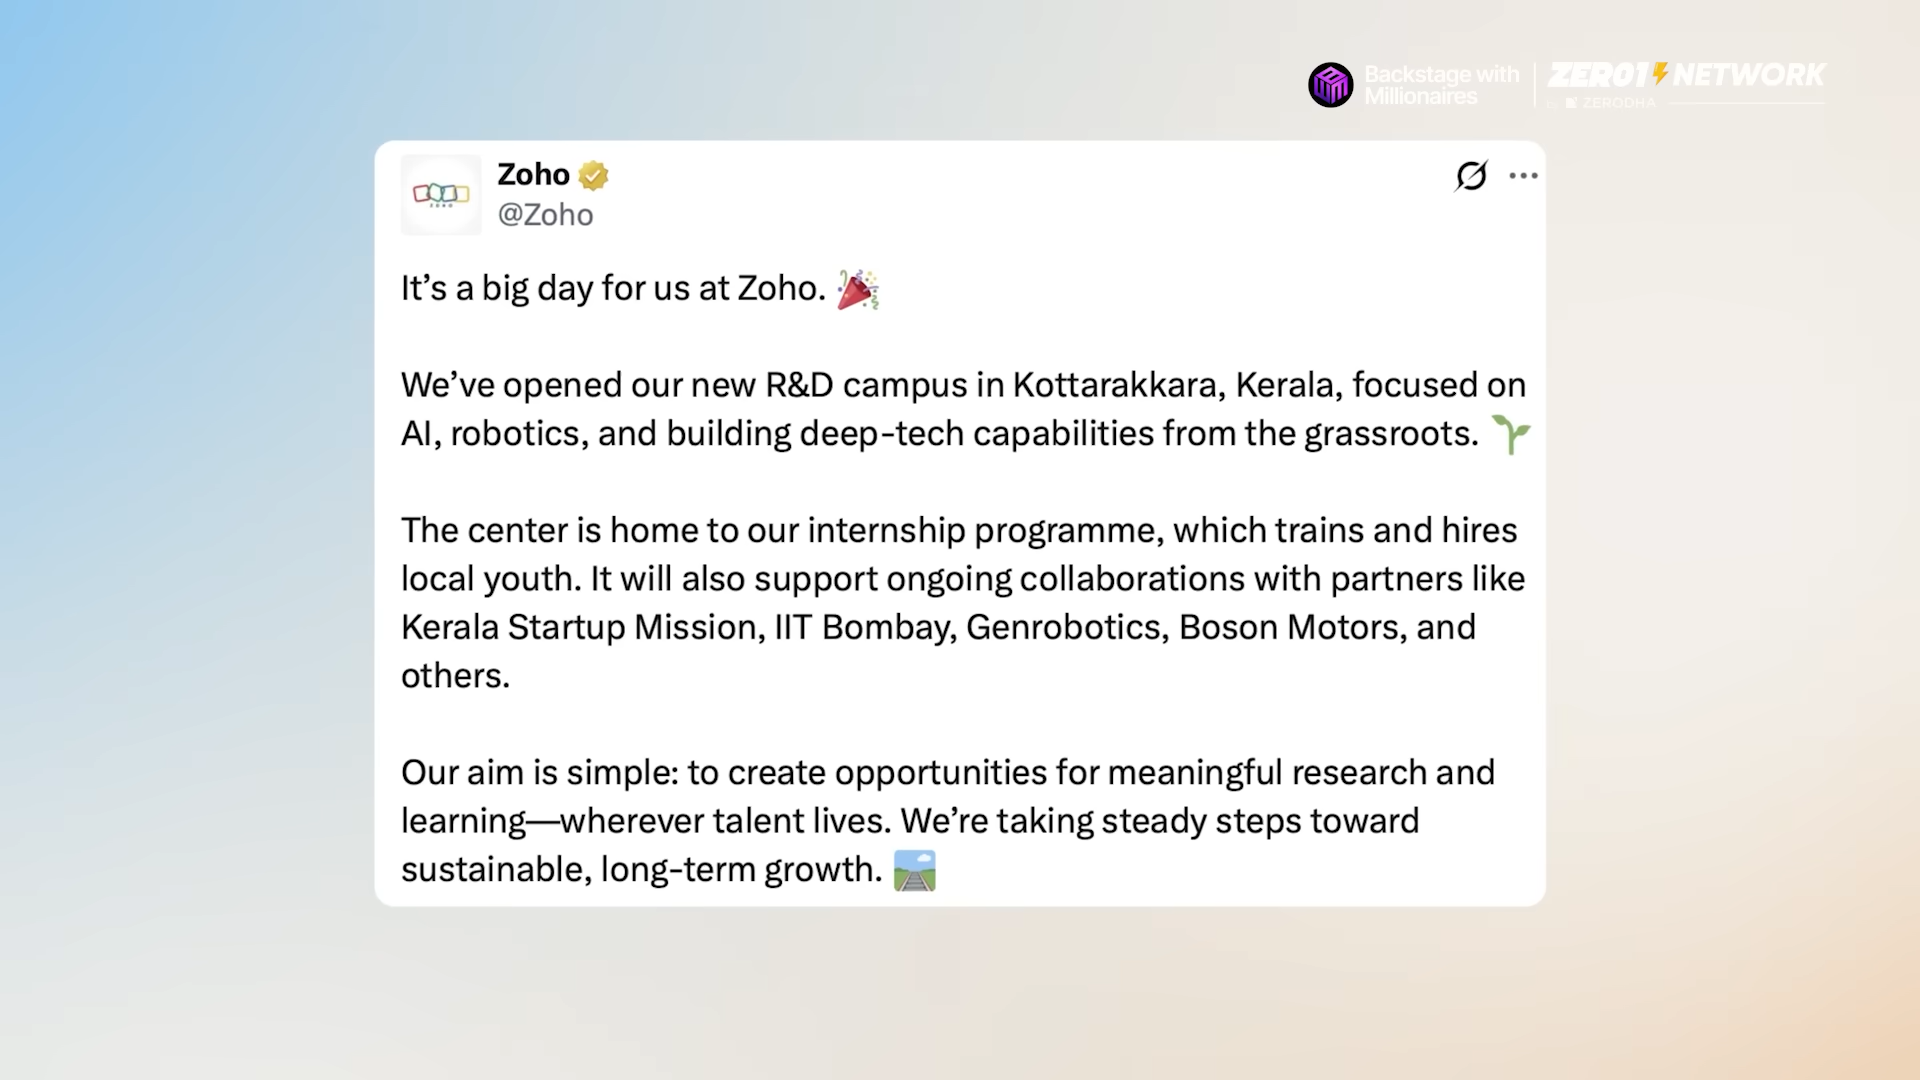 Backstage with
Millionaires
ZERO1 NETWORK
BY ZERODHA
ZOHO
Zoho
@Zoho
It’s a big day for us at Zoho. 🎉
We’ve opened our new R&D campus in Kottarakkara, Kerala, focused on
AI, robotics, and building deep-tech capabilities from the grassroots. 🌱
The center is home to our internship programme, which trains and hires
local youth. It will also support ongoing collaborations with partners like
Kerala Startup Mission, IIT Bombay, Genrobotics, Boson Motors, and
others.
Our aim is simple: to create opportunities for meaningful research and
learning—wherever talent lives. We’re taking steady steps toward
sustainable, long-term growth. 🛤️